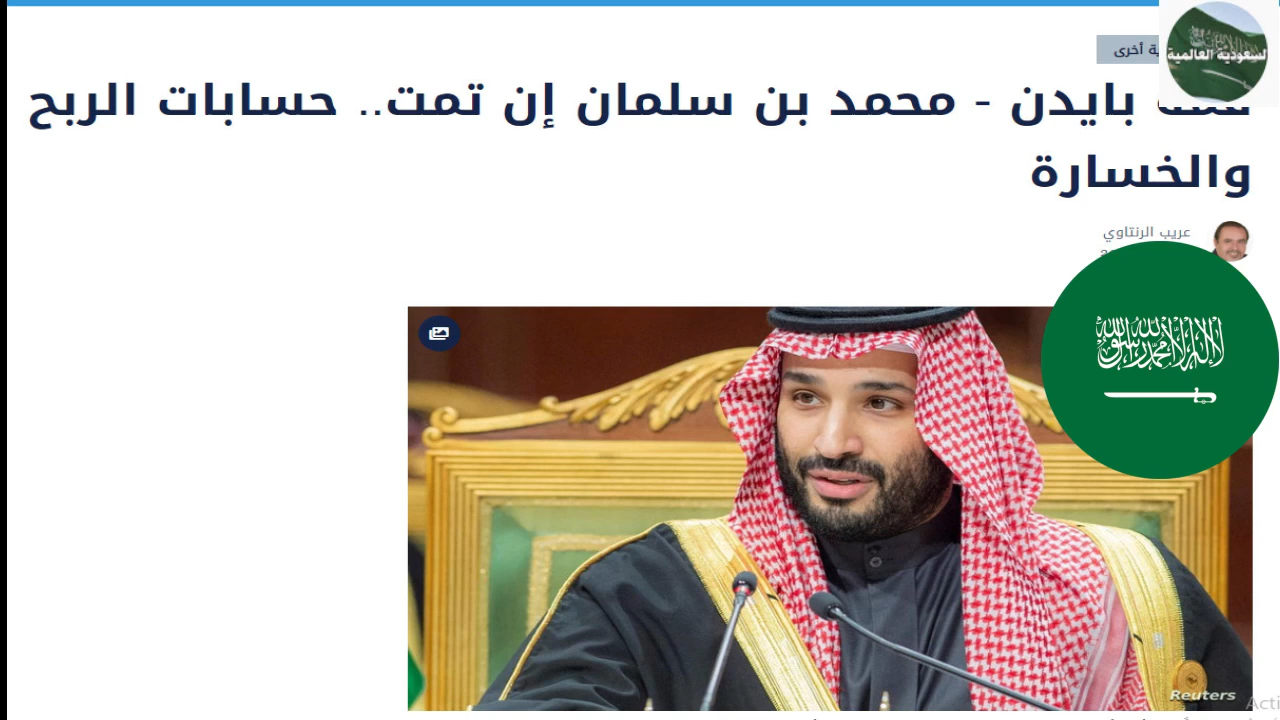 السعودية العالمية
أخرى
بايدن - محمد بن سلمان إن تمت.. حسابات الربح
والخسارة
عريب الرنتاوي
لا إله إلا الله محمد رسول الله
Reuters
Acti